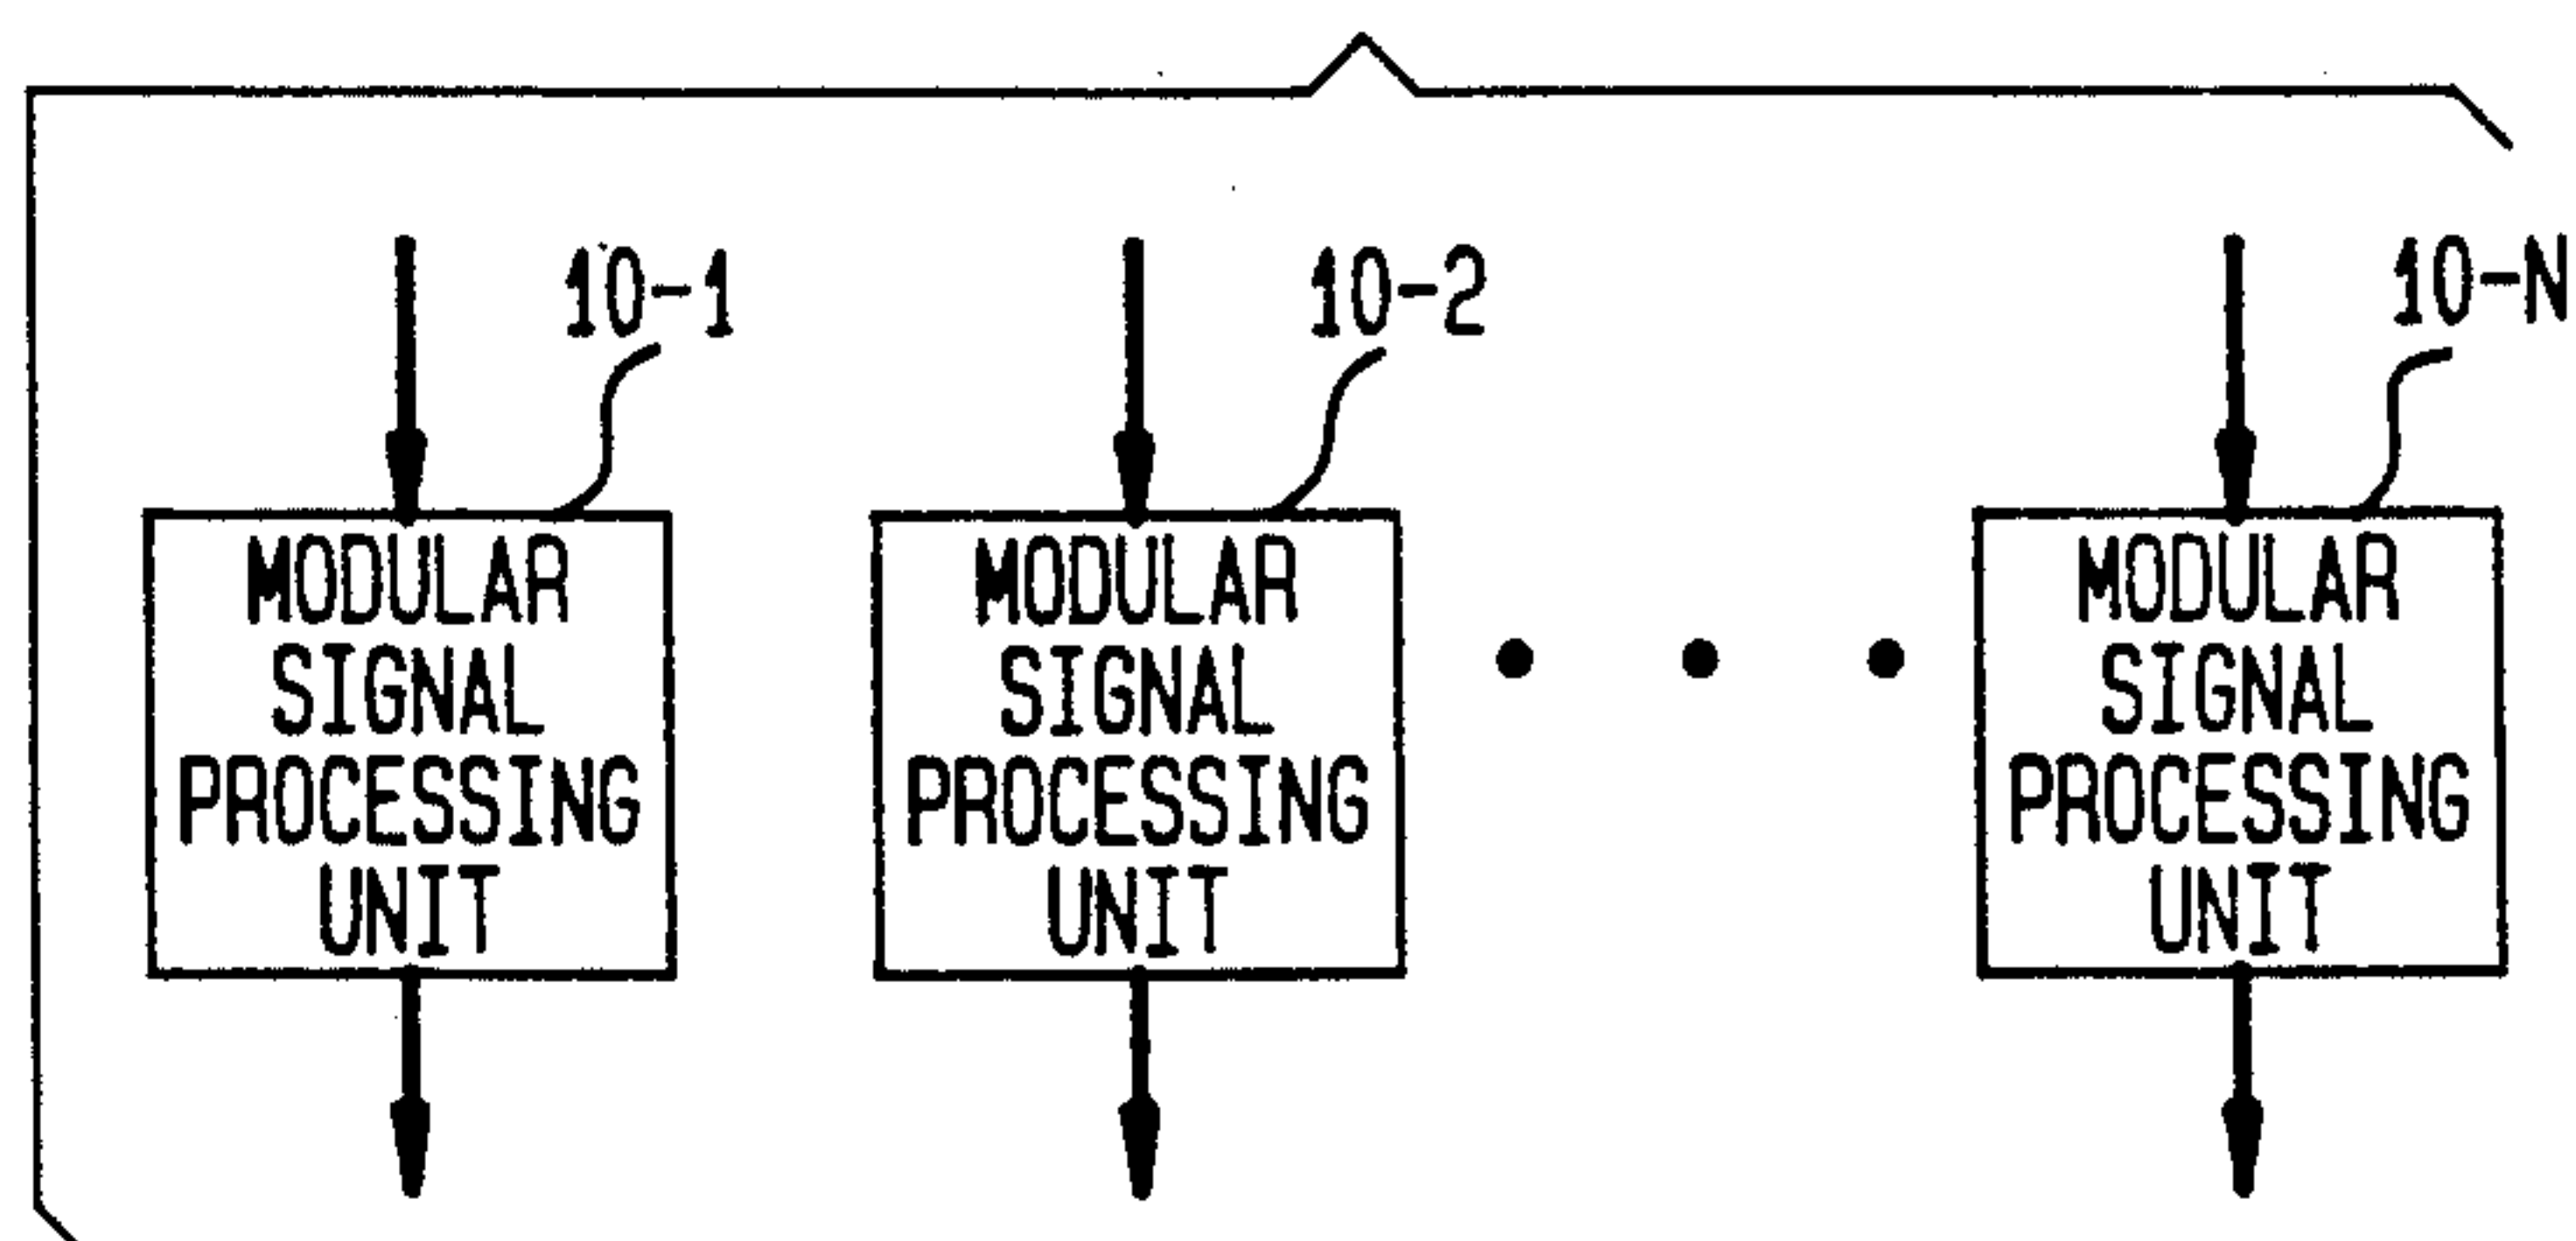 10-1
10-2
10-N
MODULAR
SIGNAL
PROCESSING
UNIT
MODULAR
SIGNAL
PROCESSING
UNIT
MODULAR
SIGNAL
PROCESSING
UNIT